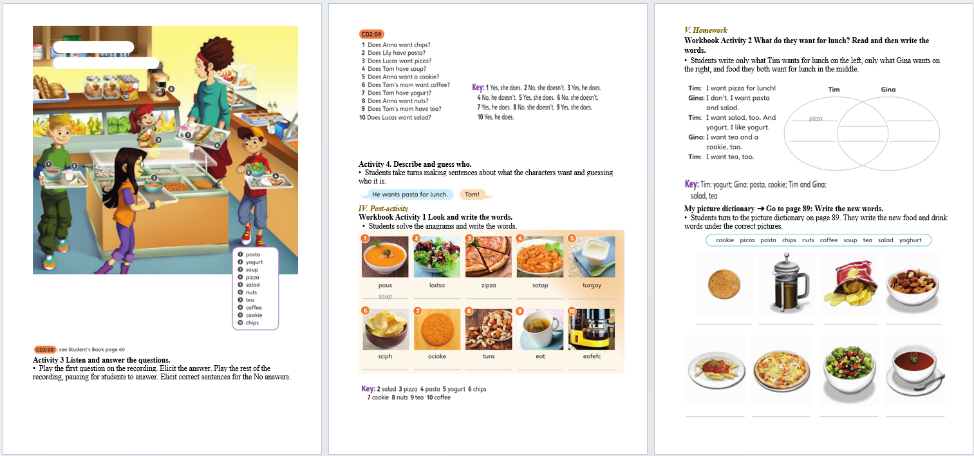 1 pasta
2 yogurt
3 soup
4 pizza
5 salad
6 nuts
7 tea
8 coffee
9 cookie
10 chips
CD2:08 see Student's Book page 60
Activity 3 Listen and answer the questions.
• Play the first question on the recording. Elicit the answer. Play the rest of the
recording, pausing for students to answer. Elicit correct sentences for the No answers.
CD2:09
1 Does Anna want chips?
2 Does Lily have pasta?
3 Does Lucas want pizza?
4 Does Tom have soup?
5 Does Anna want a cookie?
6 Does Tom's mom want coffee?
7 Does Tom have yogurt?
8 Does Anna want nuts?
9 Does Tom's mom have tea?
10 Does Lucas want salad?
Key: 1 Yes, she does. 2 No, she doesn't. 3 Yes, he does.
4 No, he doesn't. 5 Yes, she does. 6 No, she doesn't.
7 Yes, he does. 8 No, she doesn't. 9 Yes, she does.
10 Yes, he does.
Activity 4. Describe and guess who.
• Students take turns making sentences about what the characters want and guessing
who it is.
He wants pasta for lunch. Tom!
IV. Post-activity
Workbook Activity 1 Look and write the words.
• Students solve the anagrams and write the words.
1 2 3 4 5
pous ladsa zipza satap turgoy
soup
6 7 8 9 10
sciph ocioke tuns eat eofefc
Key: 2 salad 3 pizza 4 pasta 5 yogurt 6 chips
7 cookie 8 nuts 9 tea 10 coffee
V. Homework
Workbook Activity 2 What do they want for lunch? Read and then write the
words.
• Students write only what Tim wants for lunch on the left, only what Gina wants on
the right, and food they both want for lunch in the middle.
Tim: I want pizza for lunch!
Gina: I don't. I want pasta
and salad.
Tim: I want salad, too. And
yogurt. I like yogurt.
Gina: I want tea and a
cookie, too.
Tim: I want tea, too.
Tim Gina
pizza
Key: Tim: yogurt; Gina: pasta, cookie; Tim and Gina:
salad, tea
My picture dictionary ➔ Go to page 89: Write the new words.
• Students turn to the picture dictionary on page 89. They write the new food and drink
words under the correct pictures.
cookie pizza pasta chips nuts coffee soup tea salad yoghurt